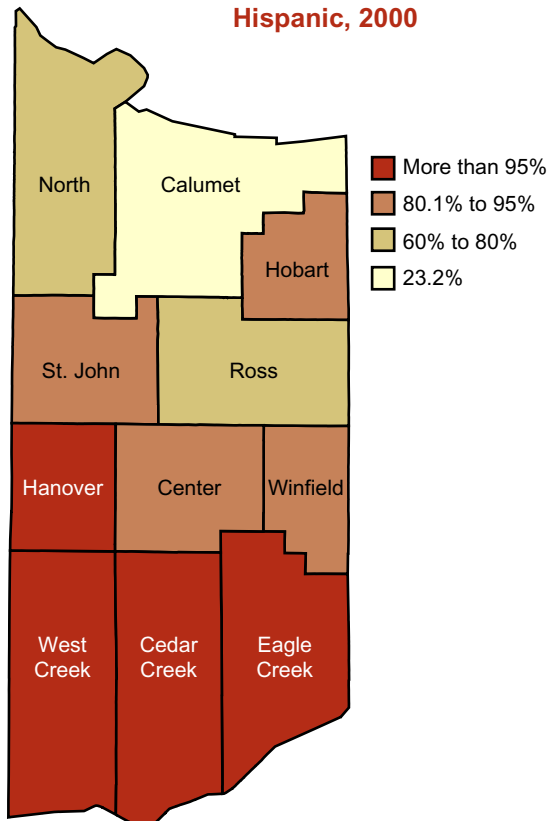 Hispanic, 2000
North
Calumet
More than 95%
80.1% to 95%
60% to 80%
23.2%
Hobart
St. John
Ross
Hanover
Center
Winfield
West
Creek
Cedar
Creek
Eagle
Creek